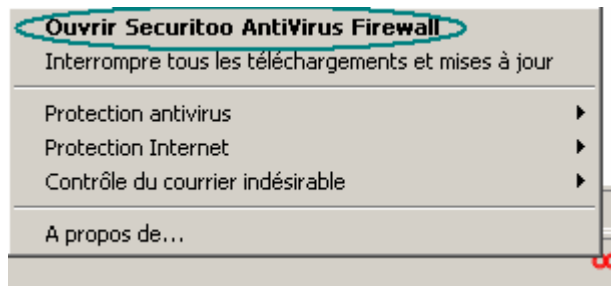 Ouvrir Securitoo AntiVirus Firewall
Interrompre tous les téléchargements et mises à jour
Protection antivirus
Protection Internet
Contrôle du courrier indésirable
A propos de...